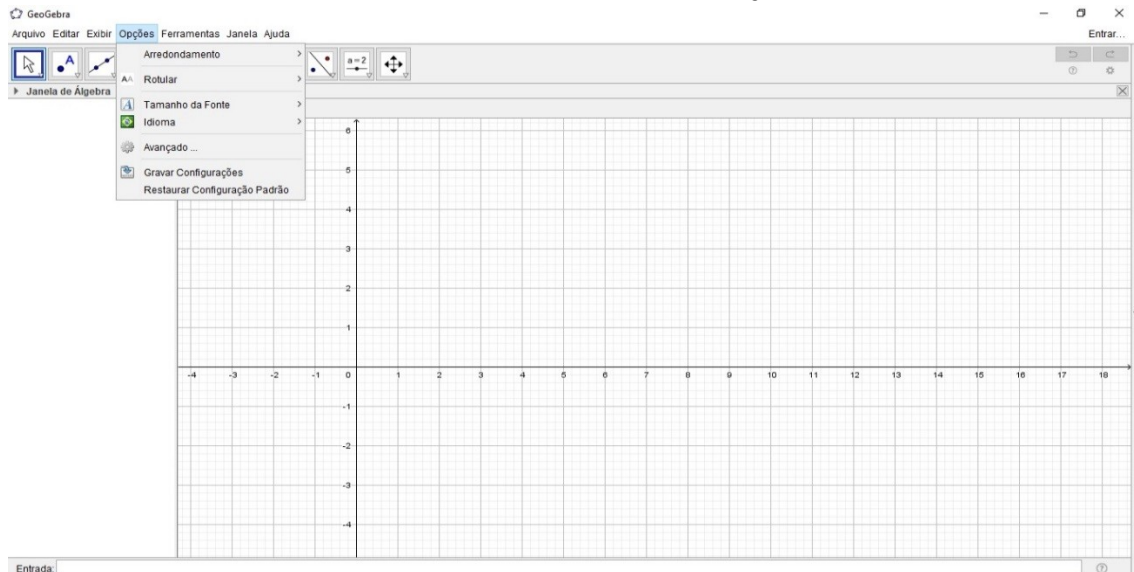 GeoGebra
Arquivo Editar Exibir Opções Ferramentas Janela Ajuda Entrar...
Arredondamento
a=2
A
AA Rotular
Janela de Álgebra
A Tamanho da Fonte
Idioma
Avançado ...
Gravar Configurações
Restaurar Configuração Padrão
6
5
4
3
2
1
-4 -3 -2 -1 0 1 2 3 4 5 6 7 8 9 10 11 12 13 14 15 16 17 18
-1
-2
-3
-4
Entrada: